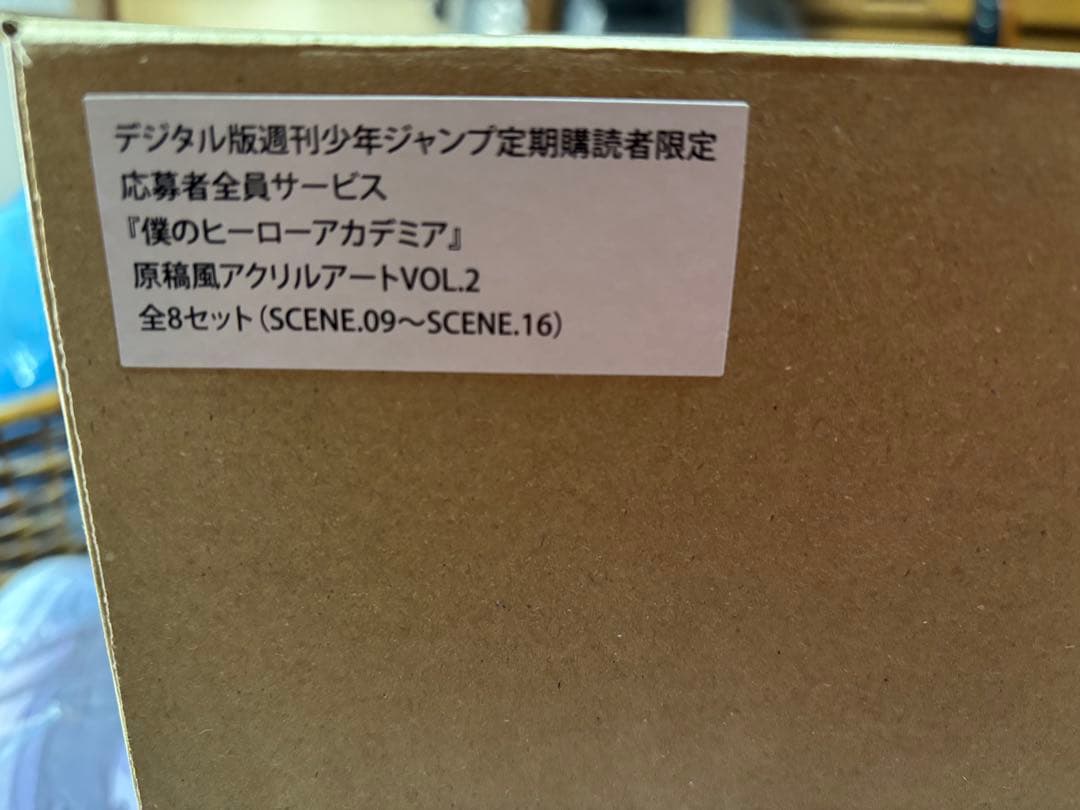 デジタル版週刊少年ジャンプ定期購読者限定
応募者全員サービス
『僕のヒーローアカデミア』
原稿風アクリルアートVOL.2
全8セット(SCENE.09〜SCENE.16)